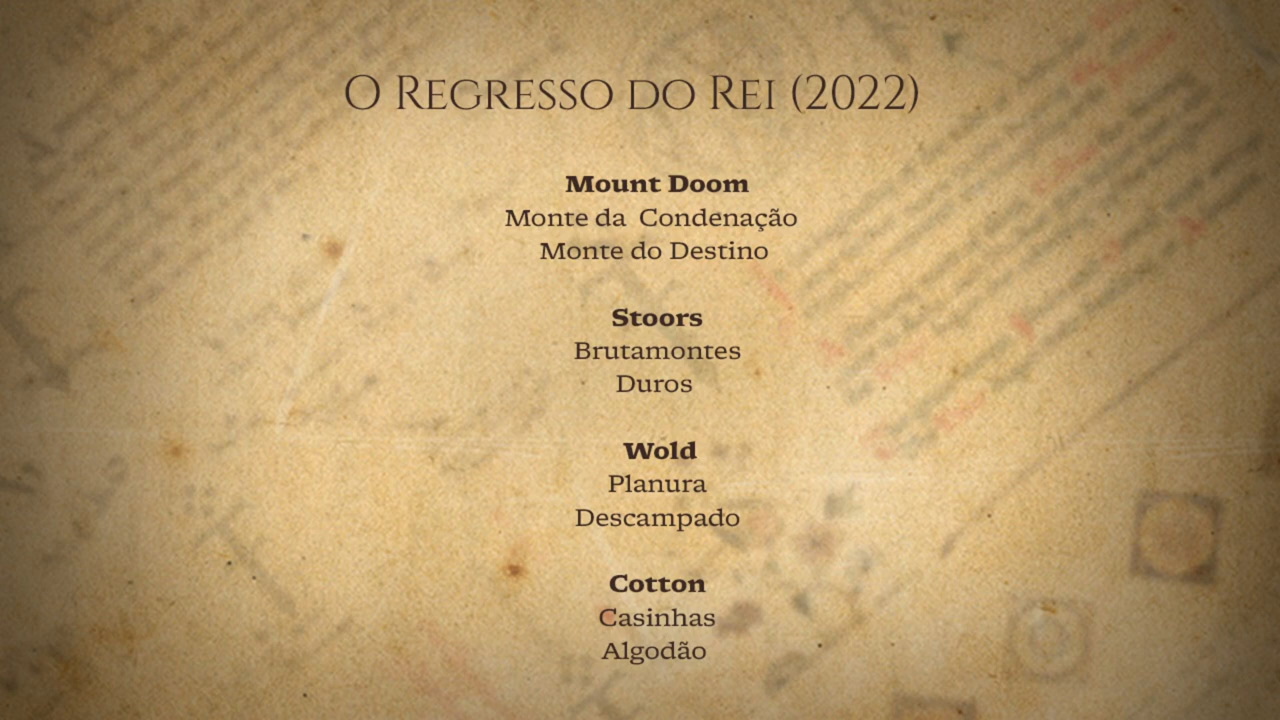 O Regresso do Rei (2022)
Mount Doom
Monte da Condenação
Monte do Destino
Stoors
Brutamontes
Duros
Wold
Planura
Descampado
Cotton
Casinhas
Algodão